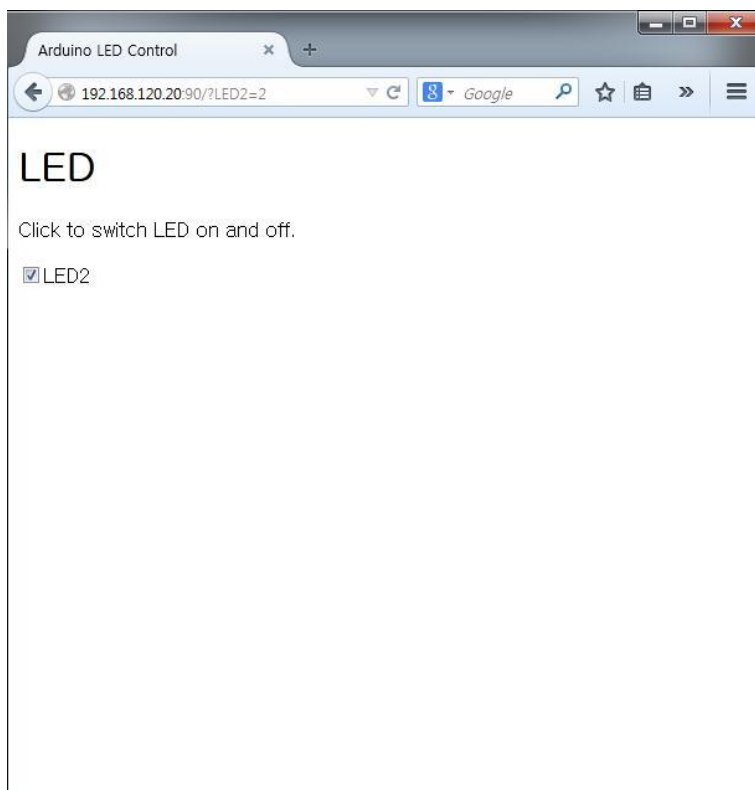 Arduino LED Control
192.168.120.20:90/?LED2=2
Google
LED
Click to switch LED on and off.
LED2